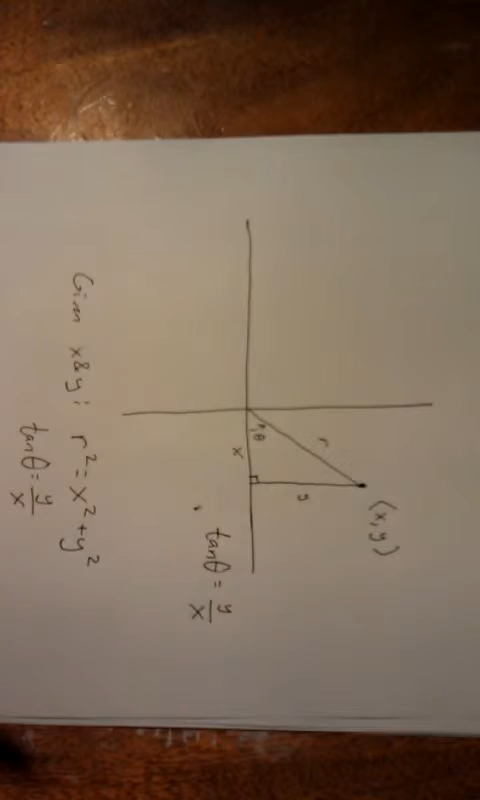 (x, y)
r
y
θ
x
tanθ = y/x
Given x & y: r² = x² + y²
tanθ = y/x